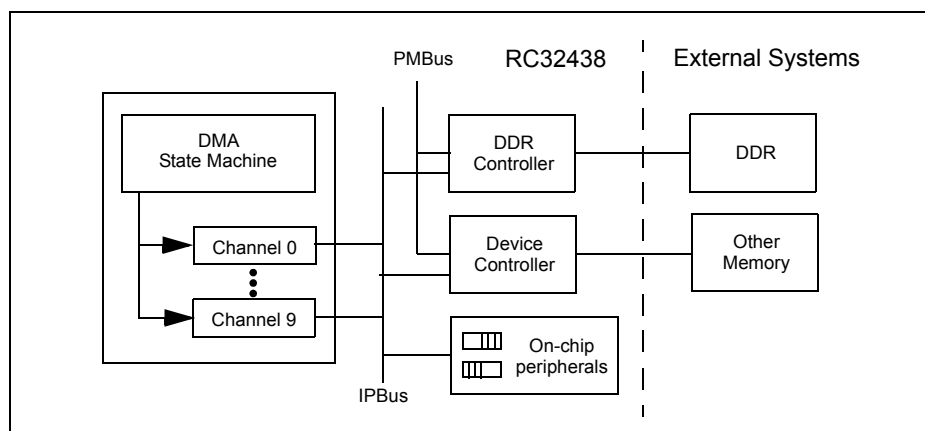 PMBus
RC32438
External Systems
DMA
State Machine
DDR
Controller
DDR
Channel 0
Device
Controller
Other
Memory
Channel 9
On-chip
peripherals
IPBus